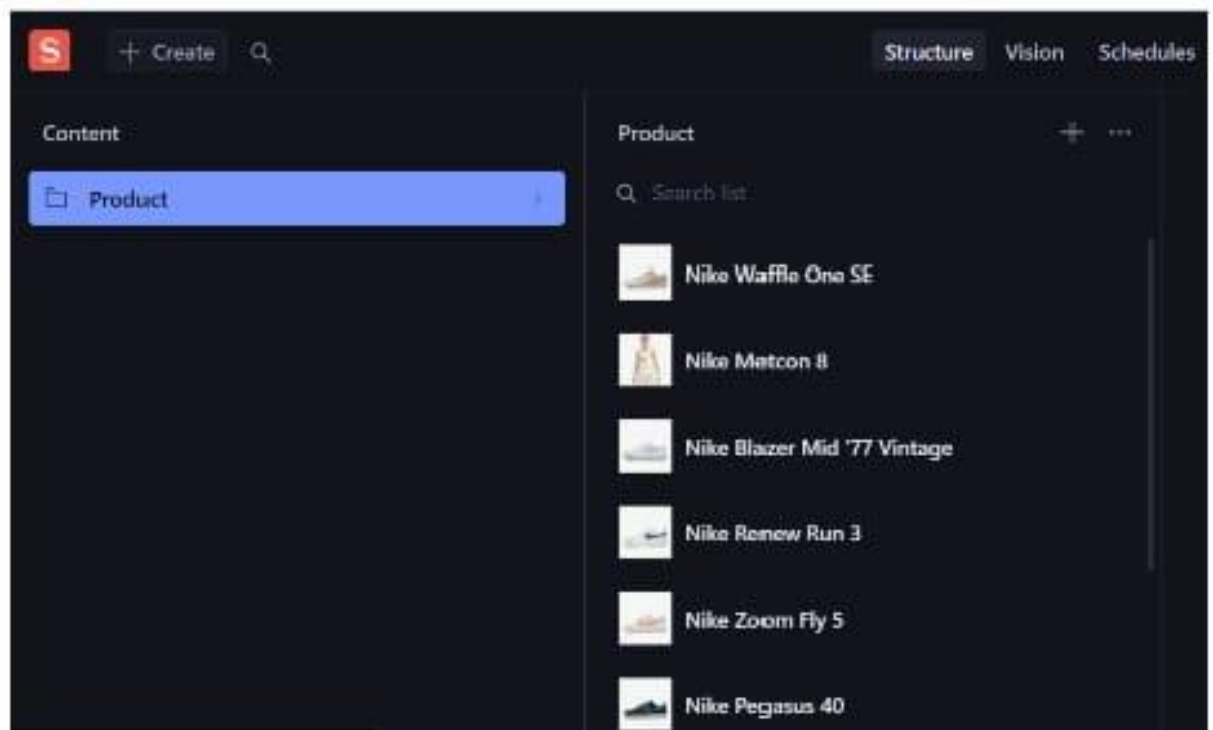 S + Create Structure Vision Schedules
Content
Product
Product
Search list
Nike Waffle One SE
Nike Metcon 8
Nike Blazer Mid '77 Vintage
Nike Renew Run 3
Nike Zoom Fly 5
Nike Pegasus 40